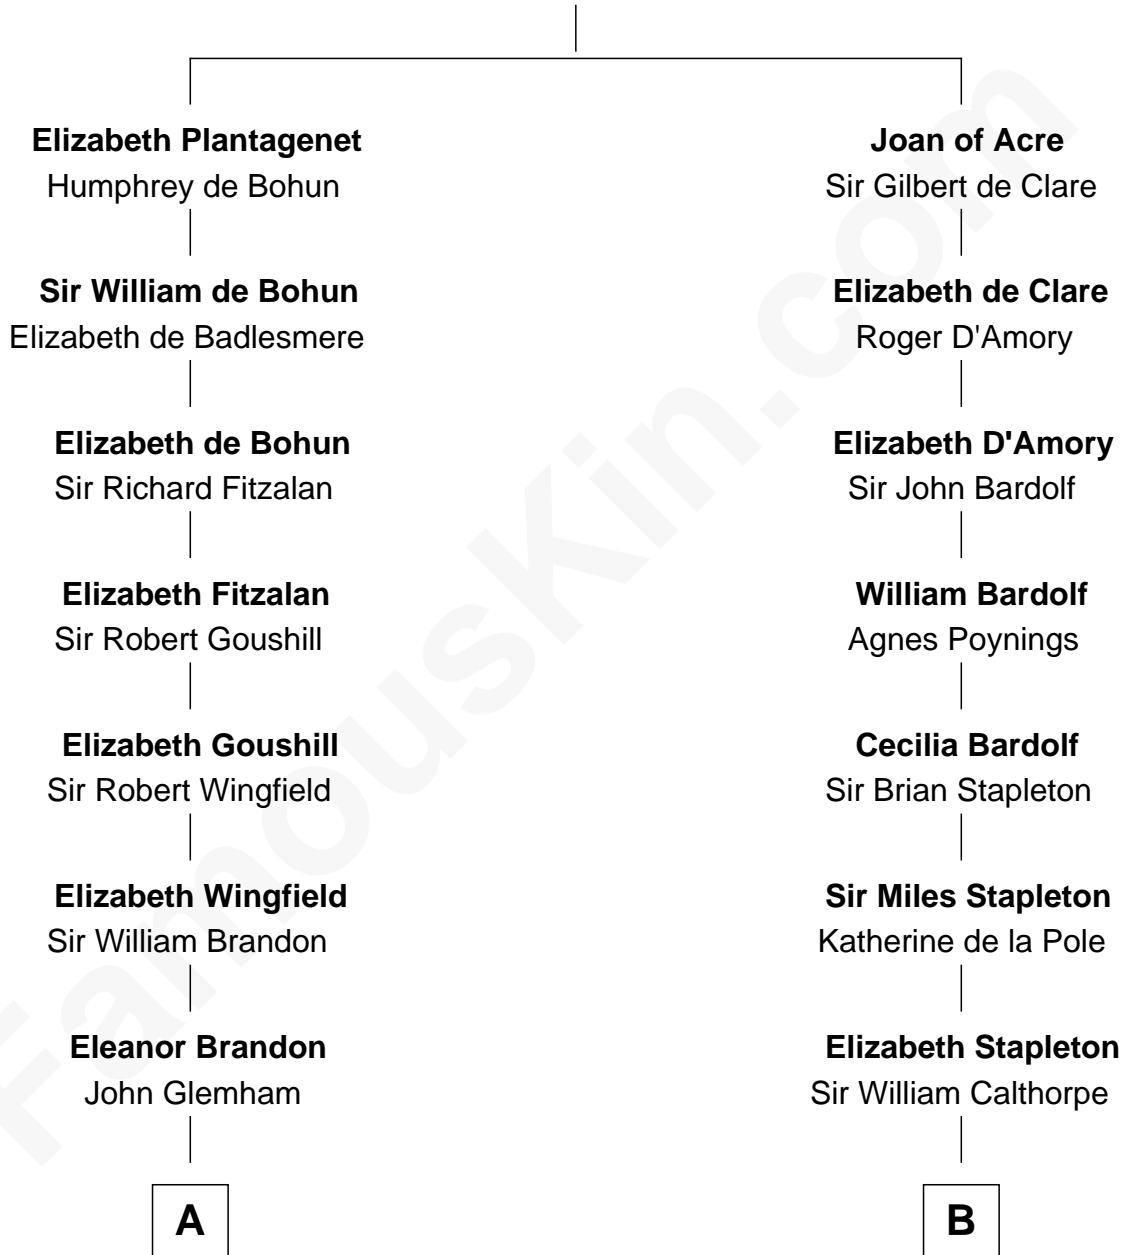 Elizabeth Plantagenet
Humphrey de Bohun
Joan of Acre
Sir Gilbert de Clare
Sir William de Bohun
Elizabeth de Badlesmere
Elizabeth de Clare
Roger D'Amory
Elizabeth de Bohun
Sir Richard Fitzalan
Elizabeth D'Amory
Sir John Bardolf
Elizabeth Fitzalan
Sir Robert Goushill
William Bardolf
Agnes Poynings
Elizabeth Goushill
Sir Robert Wingfield
Cecilia Bardolf
Sir Brian Stapleton
Elizabeth Wingfield
Sir William Brandon
Sir Miles Stapleton
Katherine de la Pole
Eleanor Brandon
John Glemham
Elizabeth Stapleton
Sir William Calthorpe
A
B
FamousKin.com